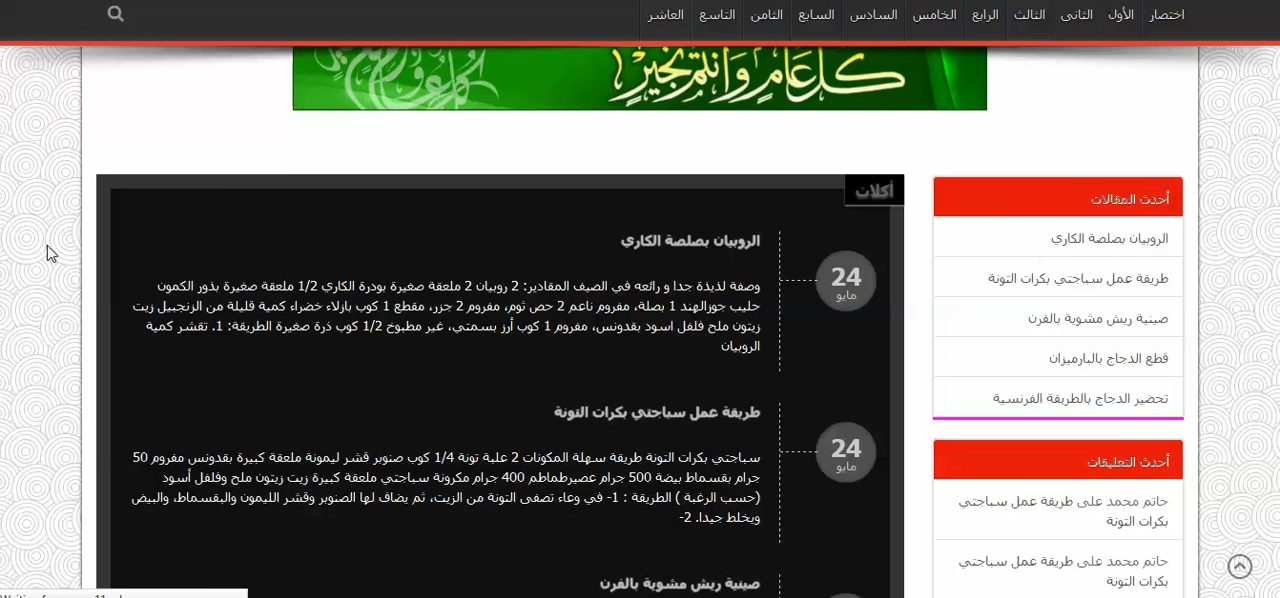 اختصار الأول الثانى الثالث الرابع الخامس السادس السابع الثامن التاسع العاشر
كل عام وأنتم بخير
أكلات
الروبيان بصلصة الكاري
24
مايو
وصفة لذيذة جدا و رائعه في الصيف المقادير: 2 روبيان 2 ملعقة صغيرة بودرة الكاري 1/2 ملعقة صغيرة بذور الكمون
حليب جوزالهند 1 بصلة، مفروم ناعم 2 حص ثوم، مفروم 2 جزر، مقطع 1 كوب بازلاء خضراء كمية قليلة من الزنجبيل زيت
زيتون ملح فلفل اسود بقدونس، مفروم 1 كوب أرز بسمتي، غير مطبوخ 1/2 كوب ذرة صغيرة الطريقة: 1. تقشر كمية
الروبيان
طريقة عمل سباجتي بكرات التونة
24
مايو
سباجتي بكرات التونة طريقة سهلة المكونات 2 علبة تونة 1/4 كوب صنوبر قشر ليمونة ملعقة كبيرة بقدونس مفروم 50
جرام بقسماط بيضة 500 جرام عصيرطماطم 400 جرام مكرونة سباجتي ملعقة كبيرة زيت زيتون ملح وفلفل أسود
(حسب الرغبة ) الطريقة : 1- في وعاء تصفى التونة من الزيت، ثم يضاف لها الصنوبر وقشر الليمون والبقسماط، والبيض
ويخلط جيدا. 2-
صينية ريش مشوية بالفرن
أحدث المقالات
الروبيان بصلصة الكاري
طريقة عمل سباجتي بكرات التونة
صينية ريش مشوية بالفرن
قطع الدجاج بالبارميزان
تحضير الدجاج بالطريقة الفرنسية
أحدث التعليقات
حاتم محمد على طريقة عمل سباجتي
بكرات التونة
حاتم محمد على طريقة عمل سباجتي
بكرات التونة